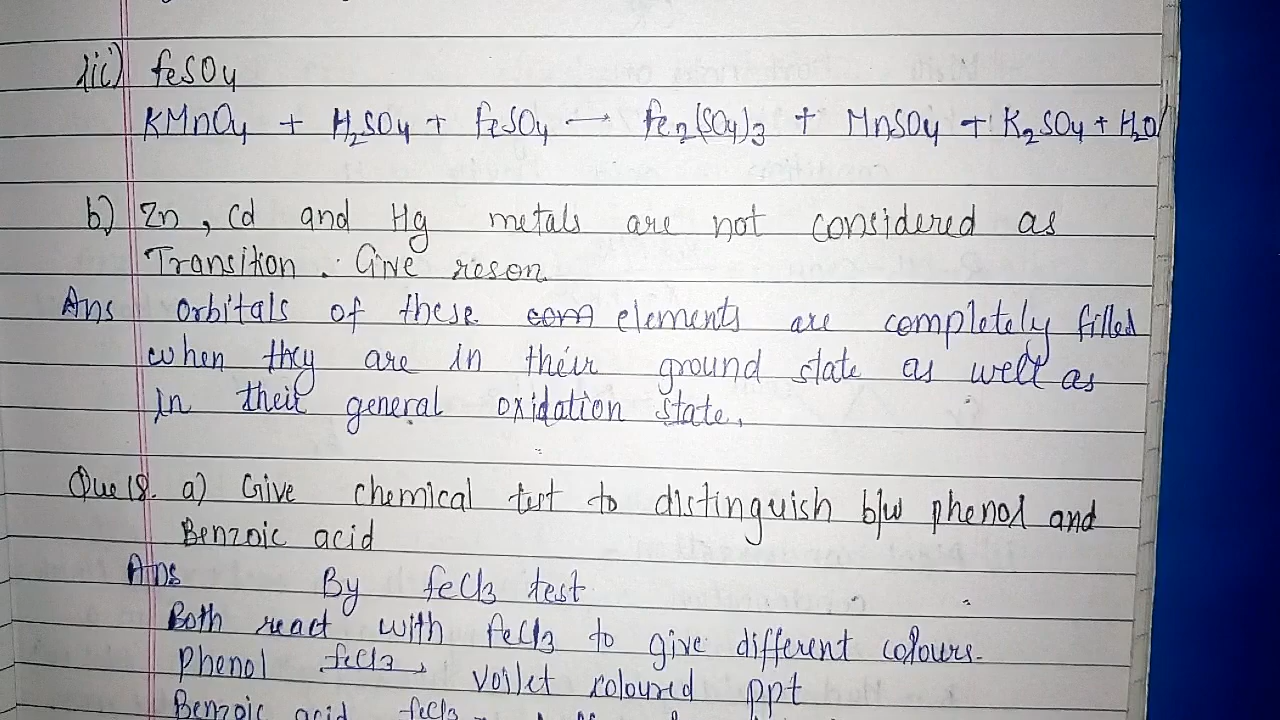 iii) FeSO4
KMnO4 + H2SO4 + FeSO4 → Fe2(SO4)3 + MnSO4 + K2SO4 + H2O
b) Zn, Cd and Hg metals are not considered as
Transition. Give reson
Ans orbitals of these elements are completely filled
when they are in their ground state as well as
in their general oxidation state.
Que 18. a) Give chemical test to distinguish b/w phenol and
Benzoic acid
Ans By FeCl3 test
Both react with FeCl3 to give different colours.
Phenol FeCl3→ voilet coloured ppt
Benzoic acid FeCl3